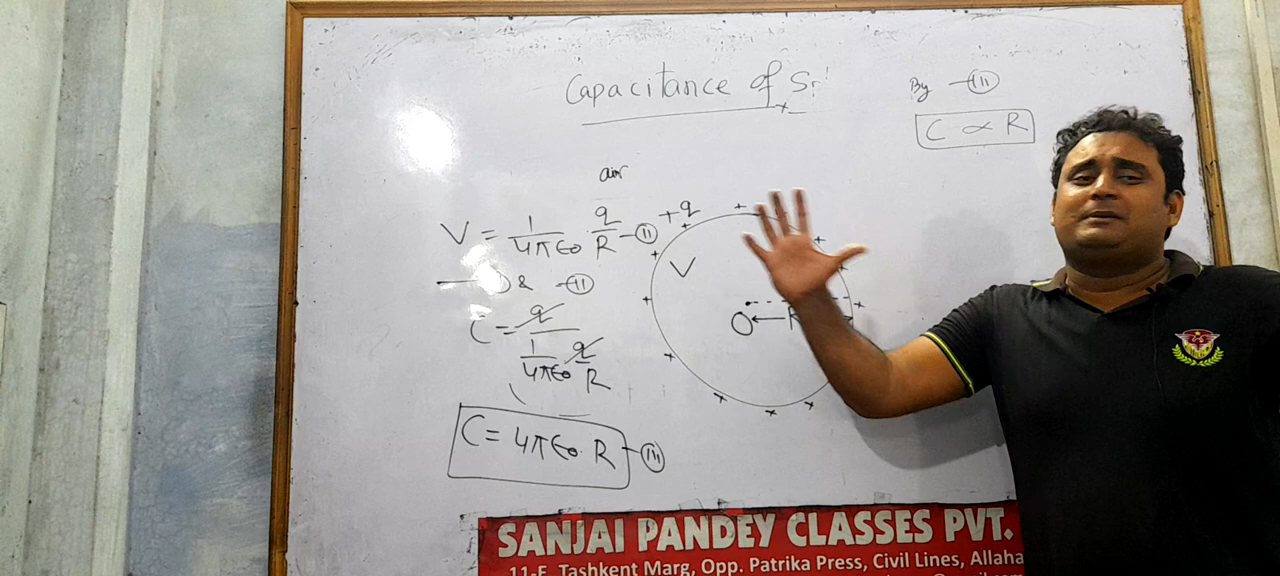 Capacitance of
By — (III)
C ∝ R
air
V = 1/4πε₀ · q/R — (II)
+q
V
& — (II)
C = q / (1/4πε₀ · q/R)
O
R
C = 4πε₀ · R — (III)
SANJAI PANDEY CLASSES PVT.
11-E, Tashkent Marg, Opp. Patrika Press, Civil Lines, Allaha